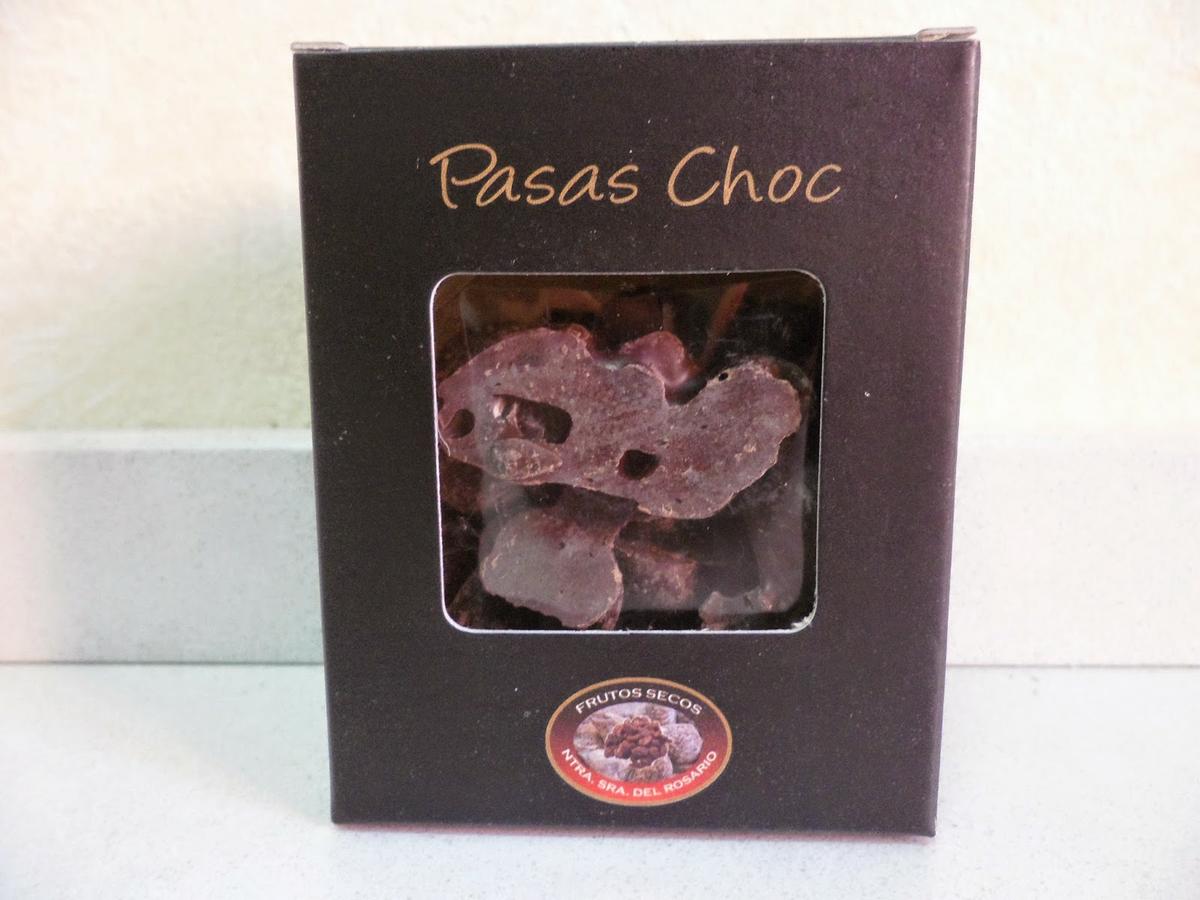 Pasas Choc
FRUTOS SECOS
NTRA. SRA. DEL ROSARIO